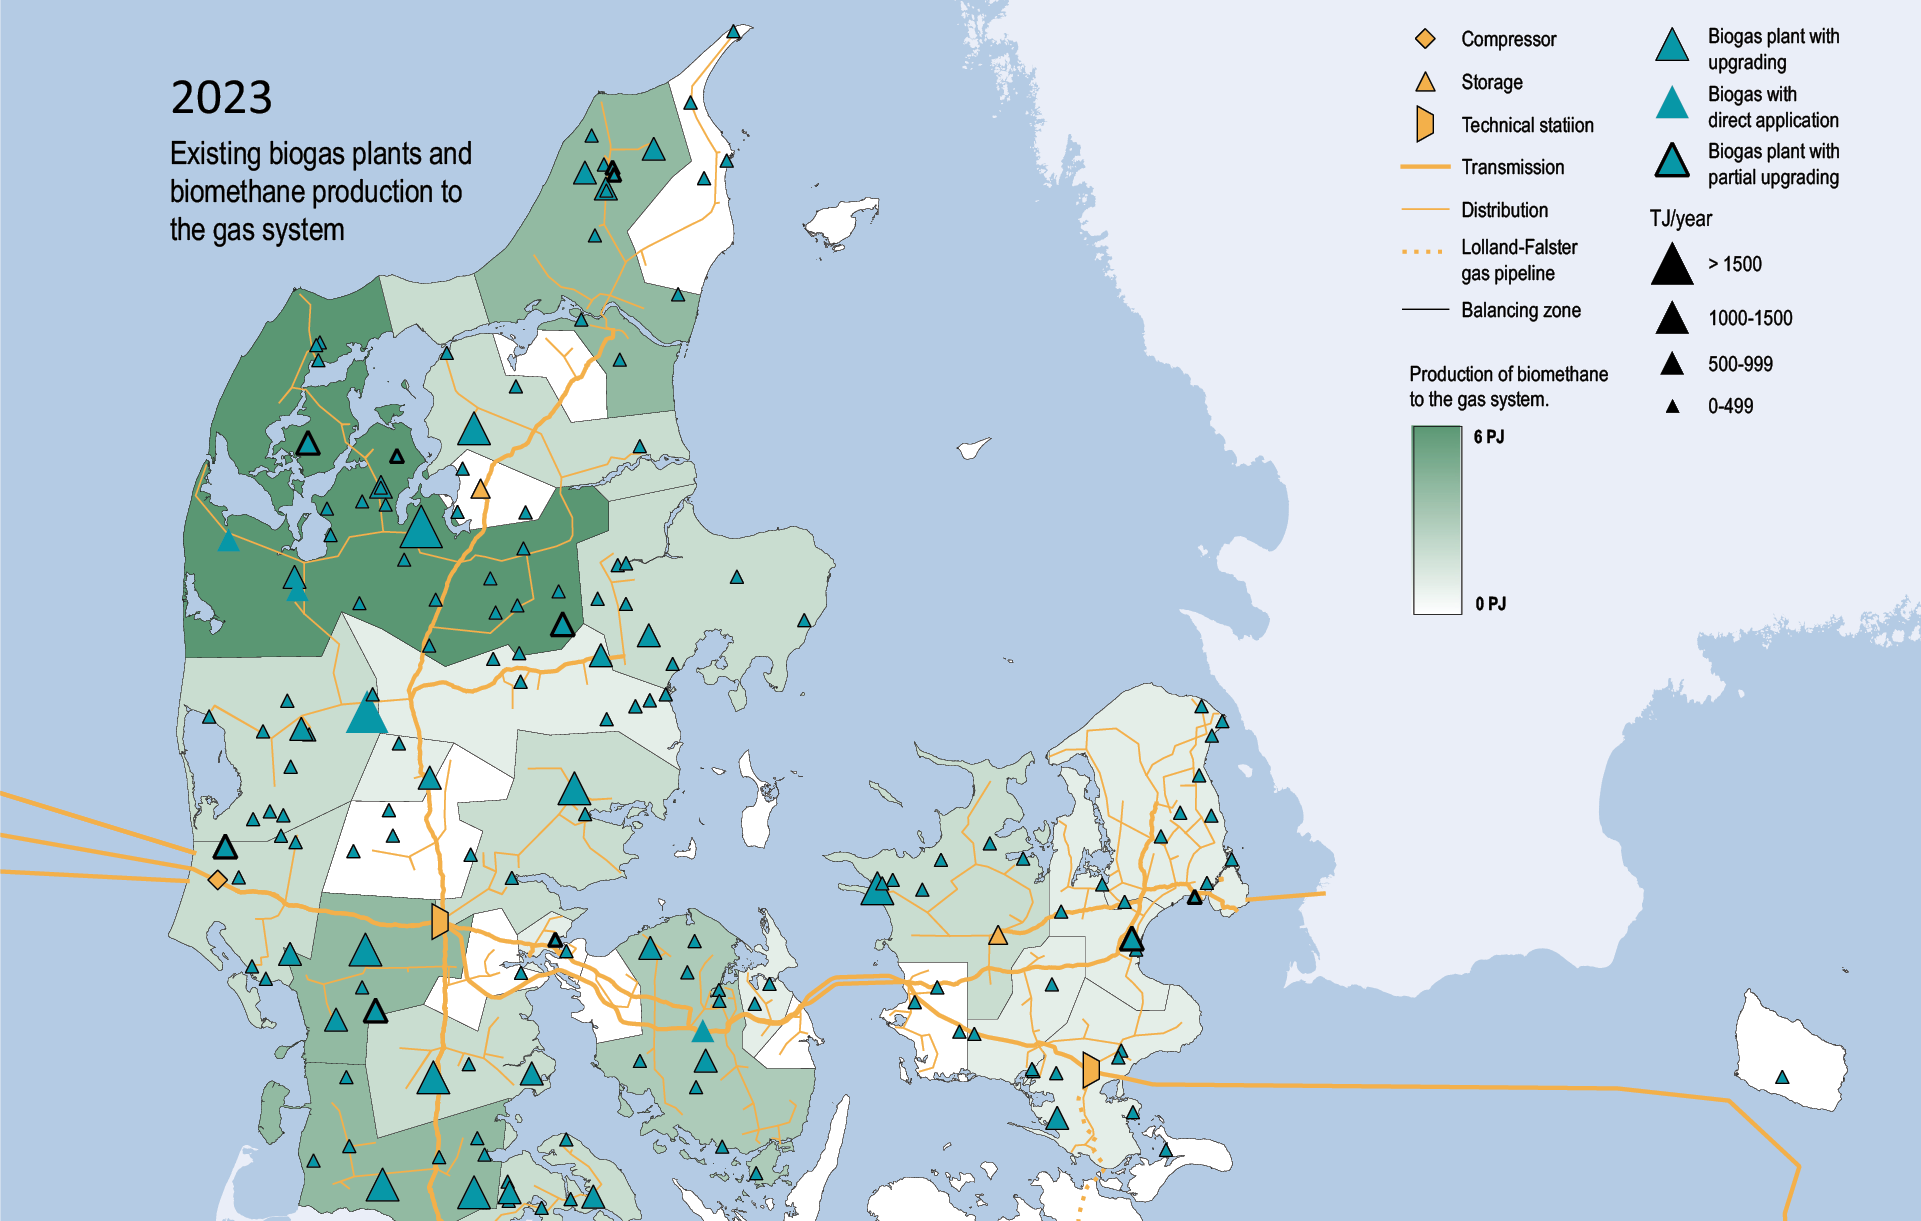 2023
Existing biogas plants and
biomethane production to
the gas system
Compressor
Storage
Technical statiion
Transmission
Distribution
Lolland-Falster
gas pipeline
Balancing zone
Biogas plant with
upgrading
Biogas with
direct application
Biogas plant with
partial upgrading
TJ/year
> 1500
1000-1500
500-999
0-499
Production of biomethane
to the gas system.
6 PJ
0 PJ